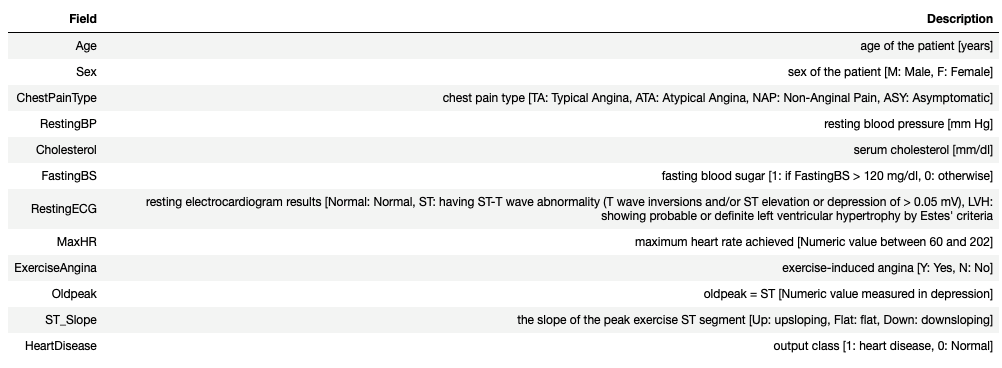 Field Description
Age age of the patient [years]
Sex sex of the patient [M: Male, F: Female]
ChestPainType chest pain type [TA: Typical Angina, ATA: Atypical Angina, NAP: Non-Anginal Pain, ASY: Asymptomatic]
RestingBP resting blood pressure [mm Hg]
Cholesterol serum cholesterol [mm/dl]
FastingBS fasting blood sugar [1: if FastingBS > 120 mg/dl, 0: otherwise]
RestingECG resting electrocardiogram results [Normal: Normal, ST: having ST-T wave abnormality (T wave inversions and/or ST elevation or depression of > 0.05 mV), LVH:
showing probable or definite left ventricular hypertrophy by Estes' criteria
MaxHR maximum heart rate achieved [Numeric value between 60 and 202]
ExerciseAngina exercise-induced angina [Y: Yes, N: No]
Oldpeak oldpeak = ST [Numeric value measured in depression]
ST_Slope the slope of the peak exercise ST segment [Up: upsloping, Flat: flat, Down: downsloping]
HeartDisease output class [1: heart disease, 0: Normal]